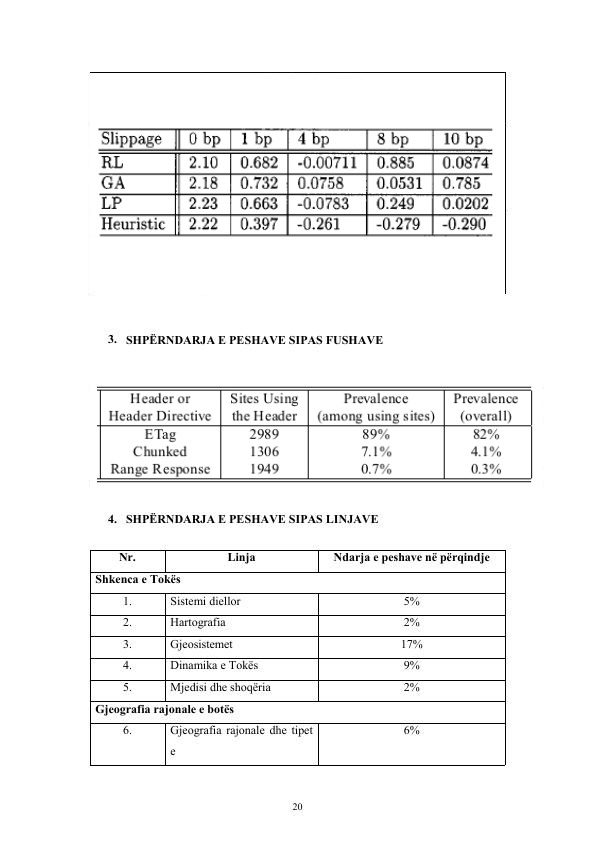 Slippage 0 bp 1 bp 4 bp 8 bp 10 bp
RL 2.10 0.682 -0.00711 0.885 0.0874
GA 2.18 0.732 0.0758 0.0531 0.785
LP 2.23 0.663 -0.0783 0.249 0.0202
Heuristic 2.22 0.397 -0.261 -0.279 -0.290
3. SHPËRNDARJA E PESHAVE SIPAS FUSHAVE
Header or Sites Using Prevalence Prevalence
Header Directive the Header (among using sites) (overall)
ETag 2989 89% 82%
Chunked 1306 7.1% 4.1%
Range Response 1949 0.7% 0.3%
4. SHPËRNDARJA E PESHAVE SIPAS LINJAVE
Nr. Linja Ndarja e peshave në përqindje
Shkenca e Tokës
1. Sistemi diellor 5%
2. Hartografia 2%
3. Gjeosistemet 17%
4. Dinamika e Tokës 9%
5. Mjedisi dhe shoqëria 2%
Gjeografia rajonale e botës
6. Gjeografia rajonale dhe tipet 6%
e
20